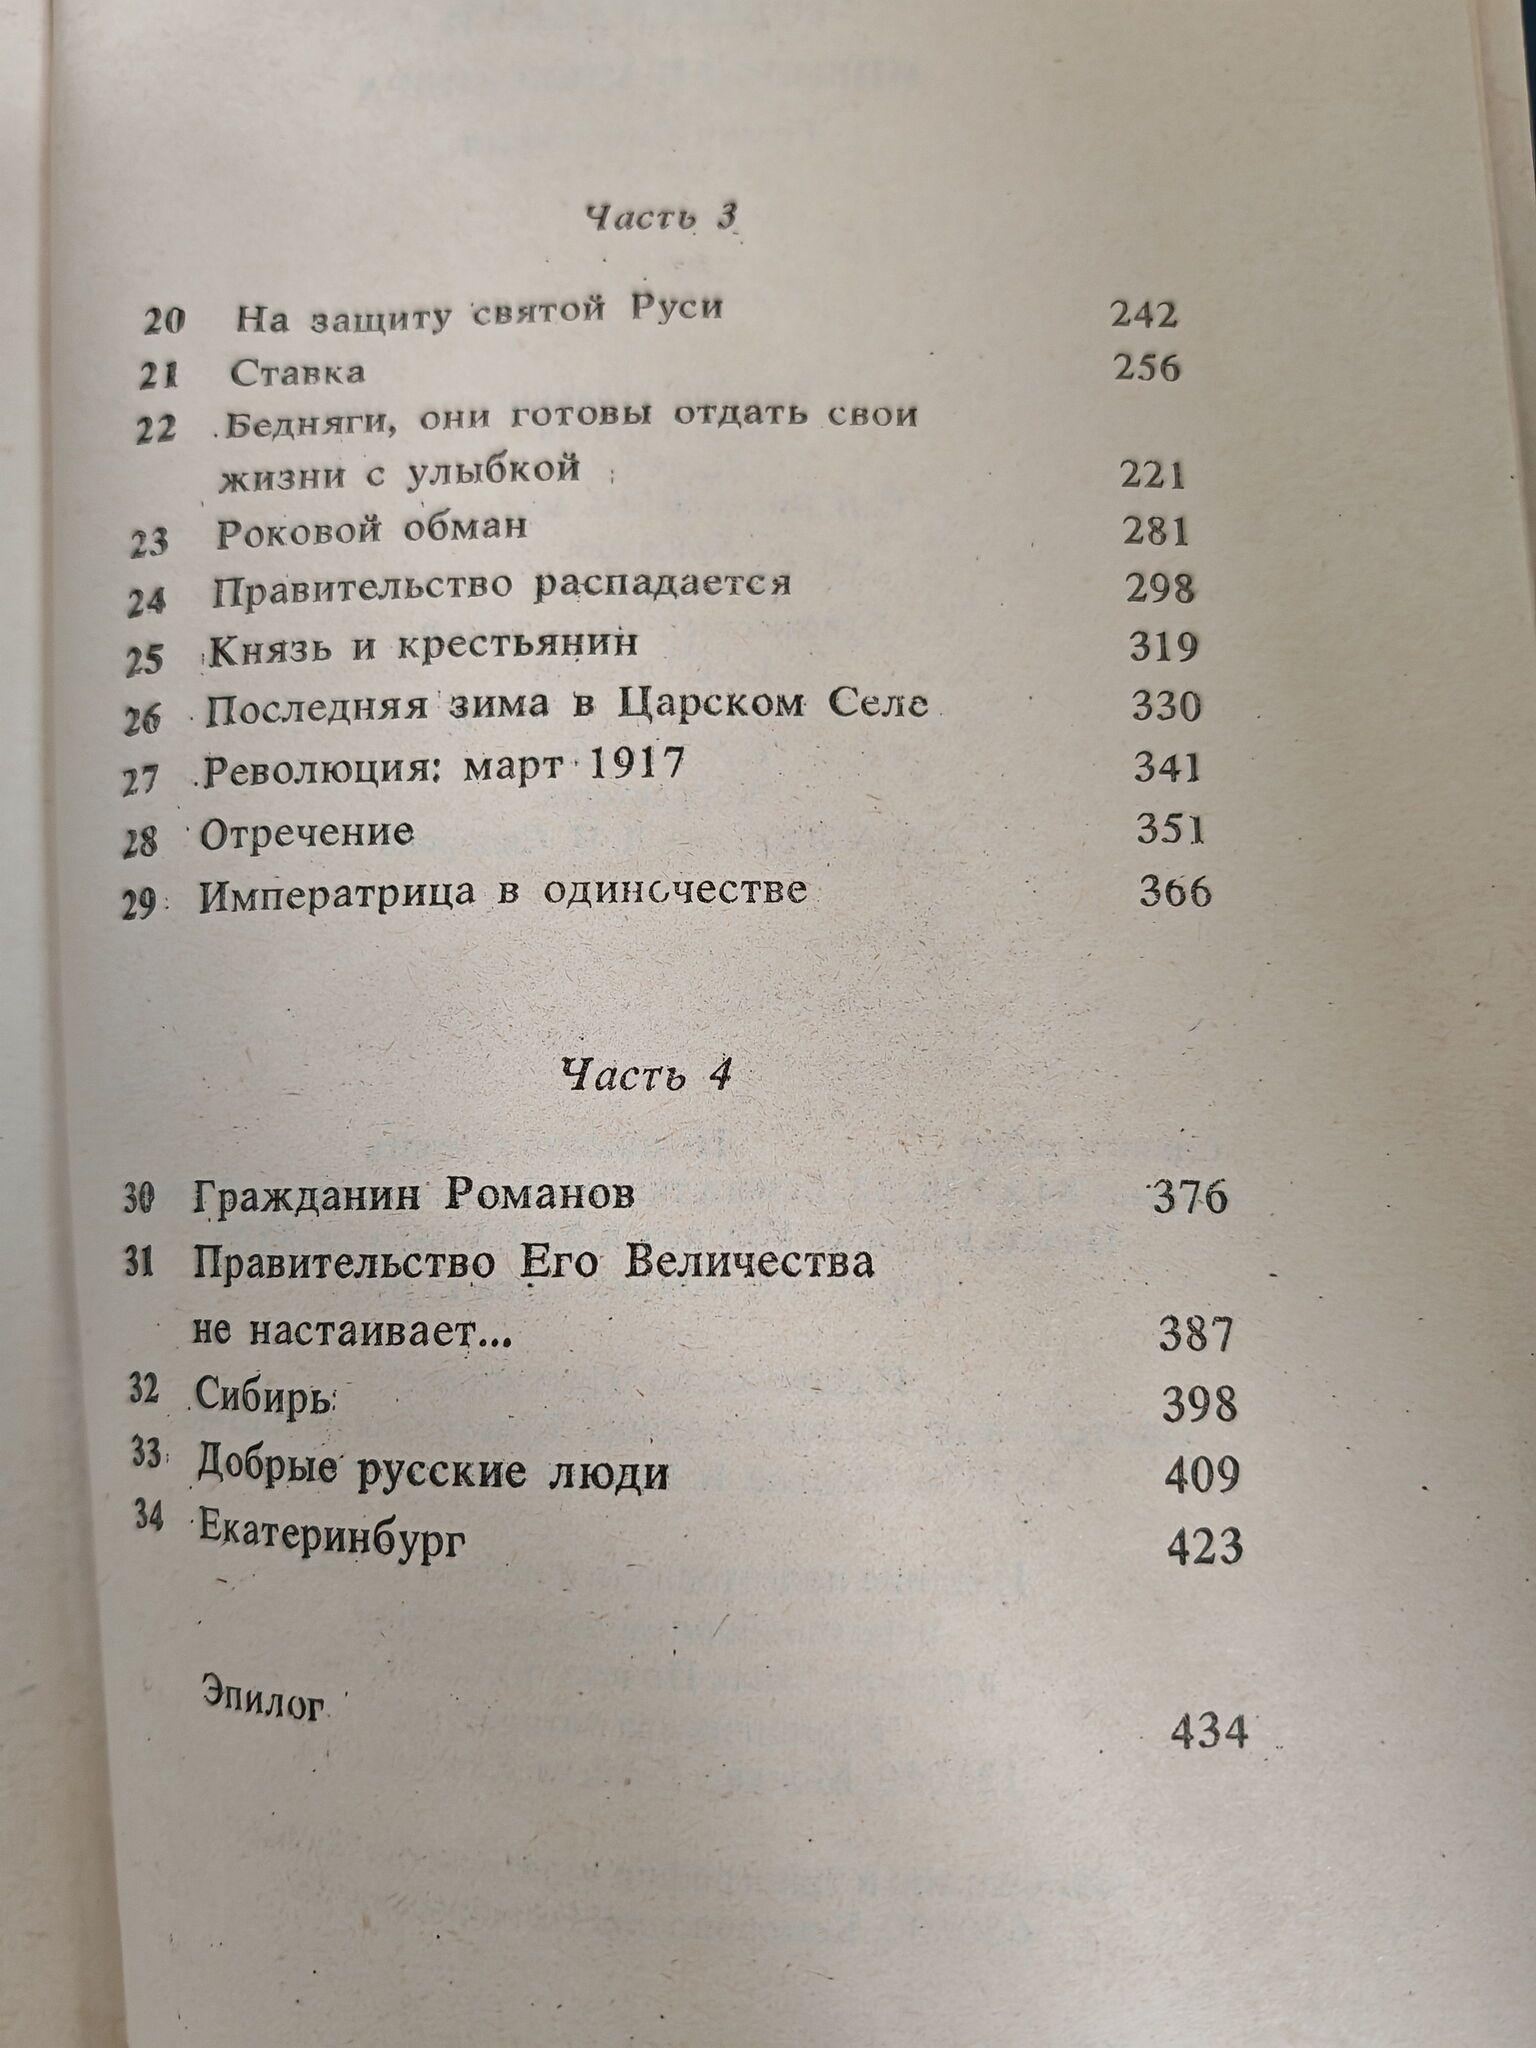 Часть 3
20 На защиту святой Руси 242
21 Ставка 256
22 Бедняги, они готовы отдать свои
жизни с улыбкой 221
23 Роковой обман 281
24 Правительство распадается 298
25 Князь и крестьянин 319
26 Последняя зима в Царском Селе 330
27 Революция: март 1917 341
28 Отречение 351
29 Императрица в одиночестве 366
Часть 4
30 Гражданин Романов 376
31 Правительство Его Величества
не настаивает... 387
32 Сибирь 398
33 Добрые русские люди 409
34 Екатеринбург 423
Эпилог 434